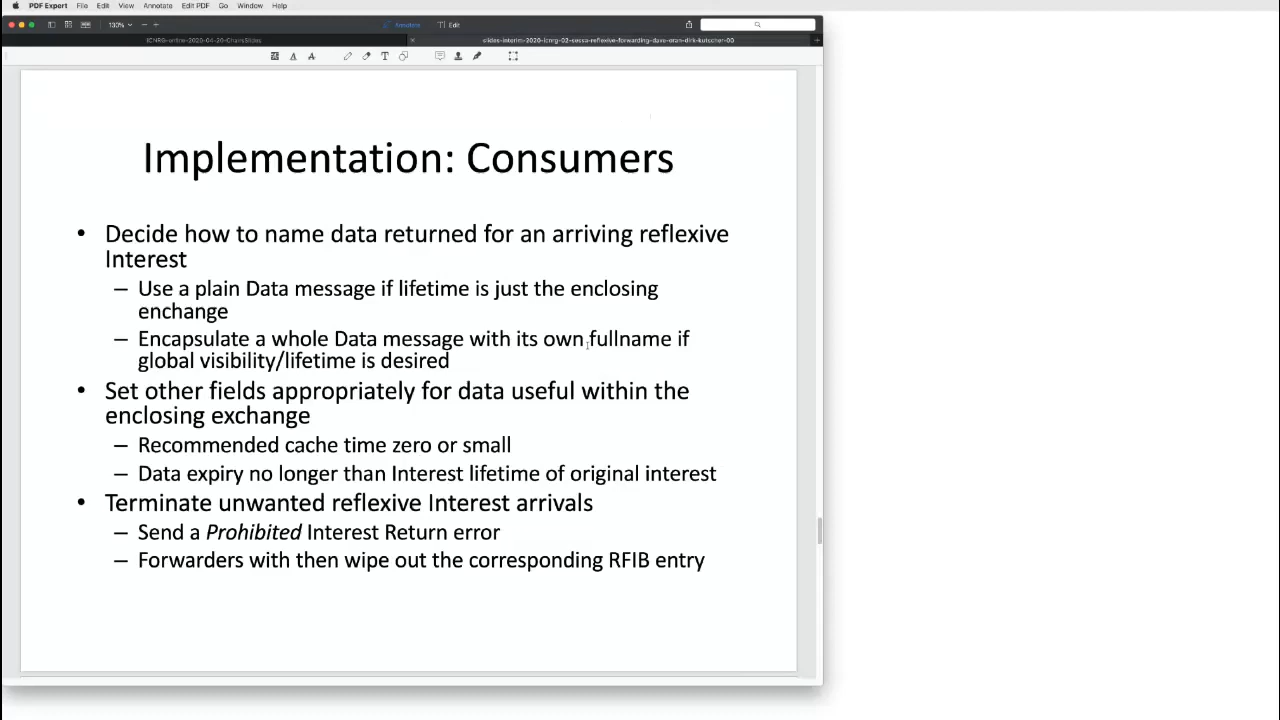 PDF Expert File Edit View Annotate Edit PDF Go Window Help
130% Annotate Edit
ICNRG-online-2020-04-20-ChairsSlides slides-interim-2020-icnrg-02-sessa-reflexive-forwarding-dave-oran-dirk-kutscher-00
Implementation: Consumers
• Decide how to name data returned for an arriving reflexive
Interest
– Use a plain Data message if lifetime is just the enclosing
enchange
– Encapsulate a whole Data message with its own fullname if
global visibility/lifetime is desired
• Set other fields appropriately for data useful within the
enclosing exchange
– Recommended cache time zero or small
– Data expiry no longer than Interest lifetime of original interest
• Terminate unwanted reflexive Interest arrivals
– Send a Prohibited Interest Return error
– Forwarders with then wipe out the corresponding RFIB entry